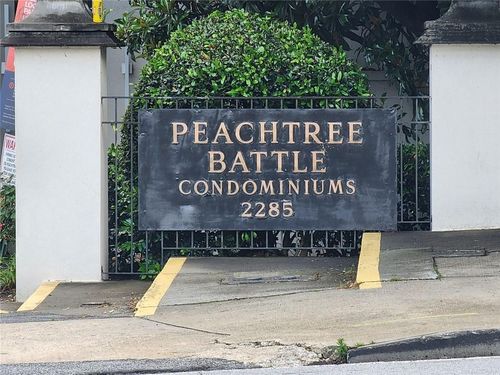 PEACHTREE
BATTLE
CONDOMINIUMS
2285